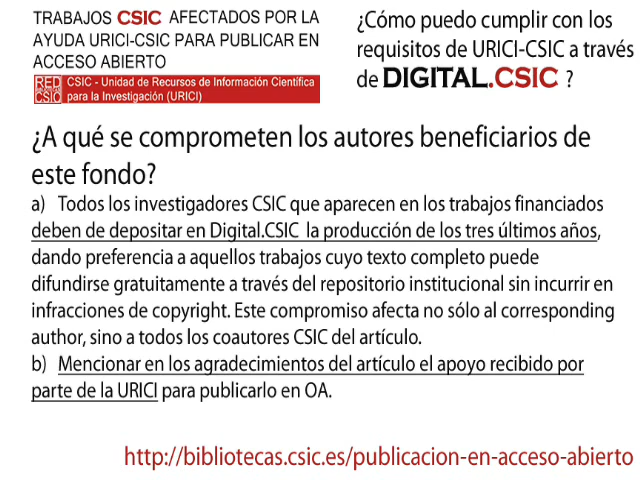 TRABAJOS CSIC AFECTADOS POR LA
AYUDA URICI-CSIC PARA PUBLICAR EN
ACCESO ABIERTO
CSIC - Unidad de Recursos de Información Científica
para la Investigación (URICI)
¿Cómo puedo cumplir con los
requisitos de URICI-CSIC a través
de DIGITAL.CSIC ?
¿A qué se comprometen los autores beneficiarios de
este fondo?
a) Todos los investigadores CSIC que aparecen en los trabajos financiados
deben de depositar en Digital.CSIC la producción de los tres últimos años,
dando preferencia a aquellos trabajos cuyo texto completo puede
difundirse gratuitamente a través del repositorio institucional sin incurrir en
infracciones de copyright. Este compromiso afecta no sólo al corresponding
author, sino a todos los coautores CSIC del artículo.
b) Mencionar en los agradecimientos del artículo el apoyo recibido por
parte de la URICI para publicarlo en OA.
http://bibliotecas.csic.es/publicacion-en-acceso-abierto